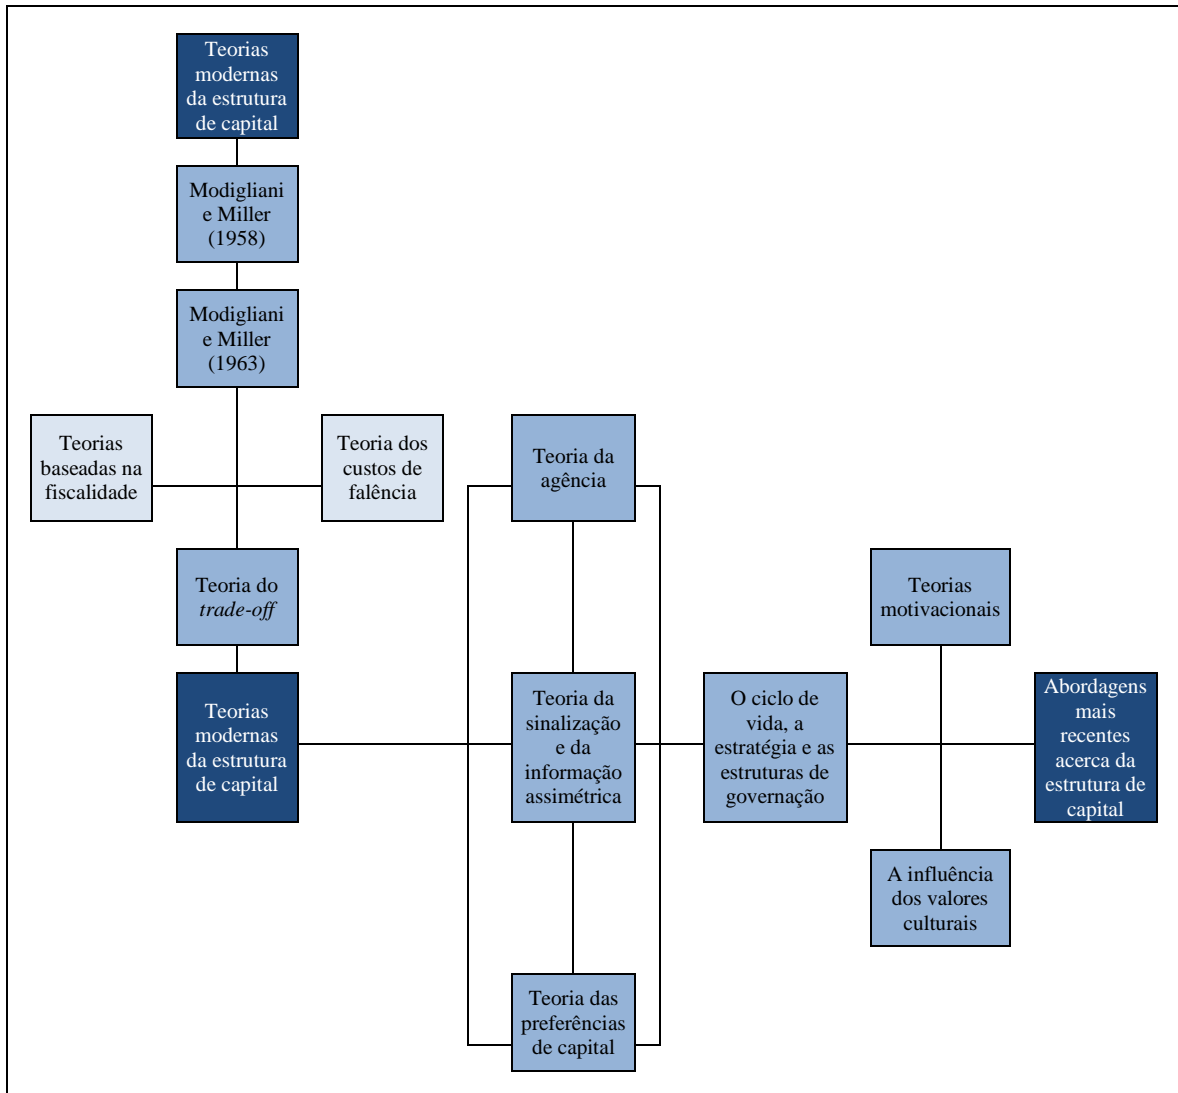 Teorias
modernas
da estrutura
de capital
Modigliani
e Miller
(1958)
Modigliani
e Miller
(1963)
Teorias
baseadas na
fiscalidade
Teoria dos
custos de
falência
Teoria da
agência
Teoria do
trade-off
Teorias
motivacionais
Teorias
modernas
da estrutura
de capital
Teoria da
sinalização
e da
informação
assimétrica
O ciclo de
vida, a
estratégia e as
estruturas de
governação
Abordagens
mais
recentes
acerca da
estrutura de
capital
A influência
dos valores
culturais
Teoria das
preferências
de capital